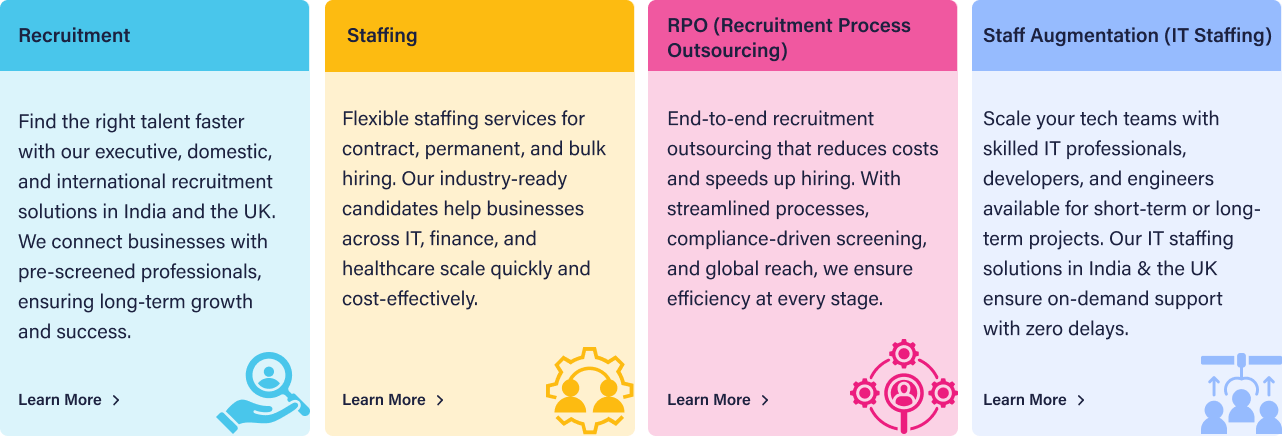 Recruitment
Find the right talent faster
with our executive, domestic,
and international recruitment
solutions in India and the UK.
We connect businesses with
pre-screened professionals,
ensuring long-term growth
and success.
Learn More
Staffing
Flexible staffing services for
contract, permanent, and bulk
hiring. Our industry-ready
candidates help businesses
across IT, finance, and
healthcare scale quickly and
cost-effectively.
Learn More
RPO (Recruitment Process
Outsourcing)
End-to-end recruitment
outsourcing that reduces costs
and speeds up hiring. With
streamlined processes,
compliance-driven screening,
and global reach, we ensure
efficiency at every stage.
Learn More
Staff Augmentation (IT Staffing)
Scale your tech teams with
skilled IT professionals,
developers, and engineers
available for short-term or long-
term projects. Our IT staffing
solutions in India & the UK
ensure on-demand support
with zero delays.
Learn More